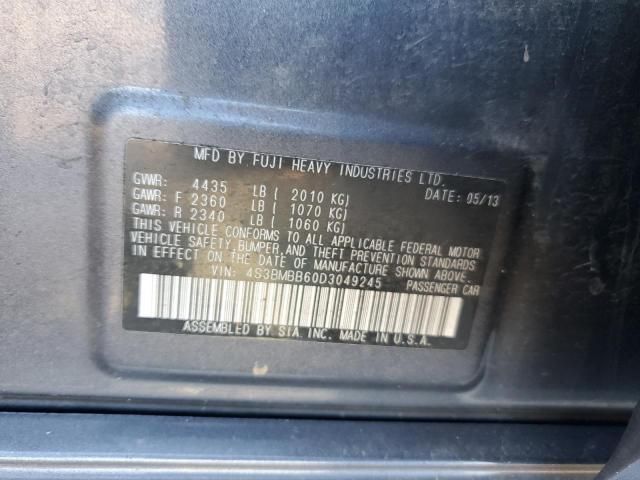 MFD BY FUJI HEAVY INDUSTRIES LTD.
GVWR: 4435 LB ( 2010 KG) DATE: 05/13
GAWR: F 2360 LB ( 1070 KG)
GAWR: R 2340 LB ( 1060 KG)
THIS VEHICLE CONFORMS TO ALL APPLICABLE FEDERAL MOTOR
VEHICLE SAFETY, BUMPER, AND THEFT PREVENTION STANDARDS
IN EFFECT ON THE DATE OF MANUFACTURE SHOWN ABOVE.
VIN: 4S3BMBB60D3049245 PASSENGER CAR
ASSEMBLED BY SIA INC. MADE IN U.S.A.